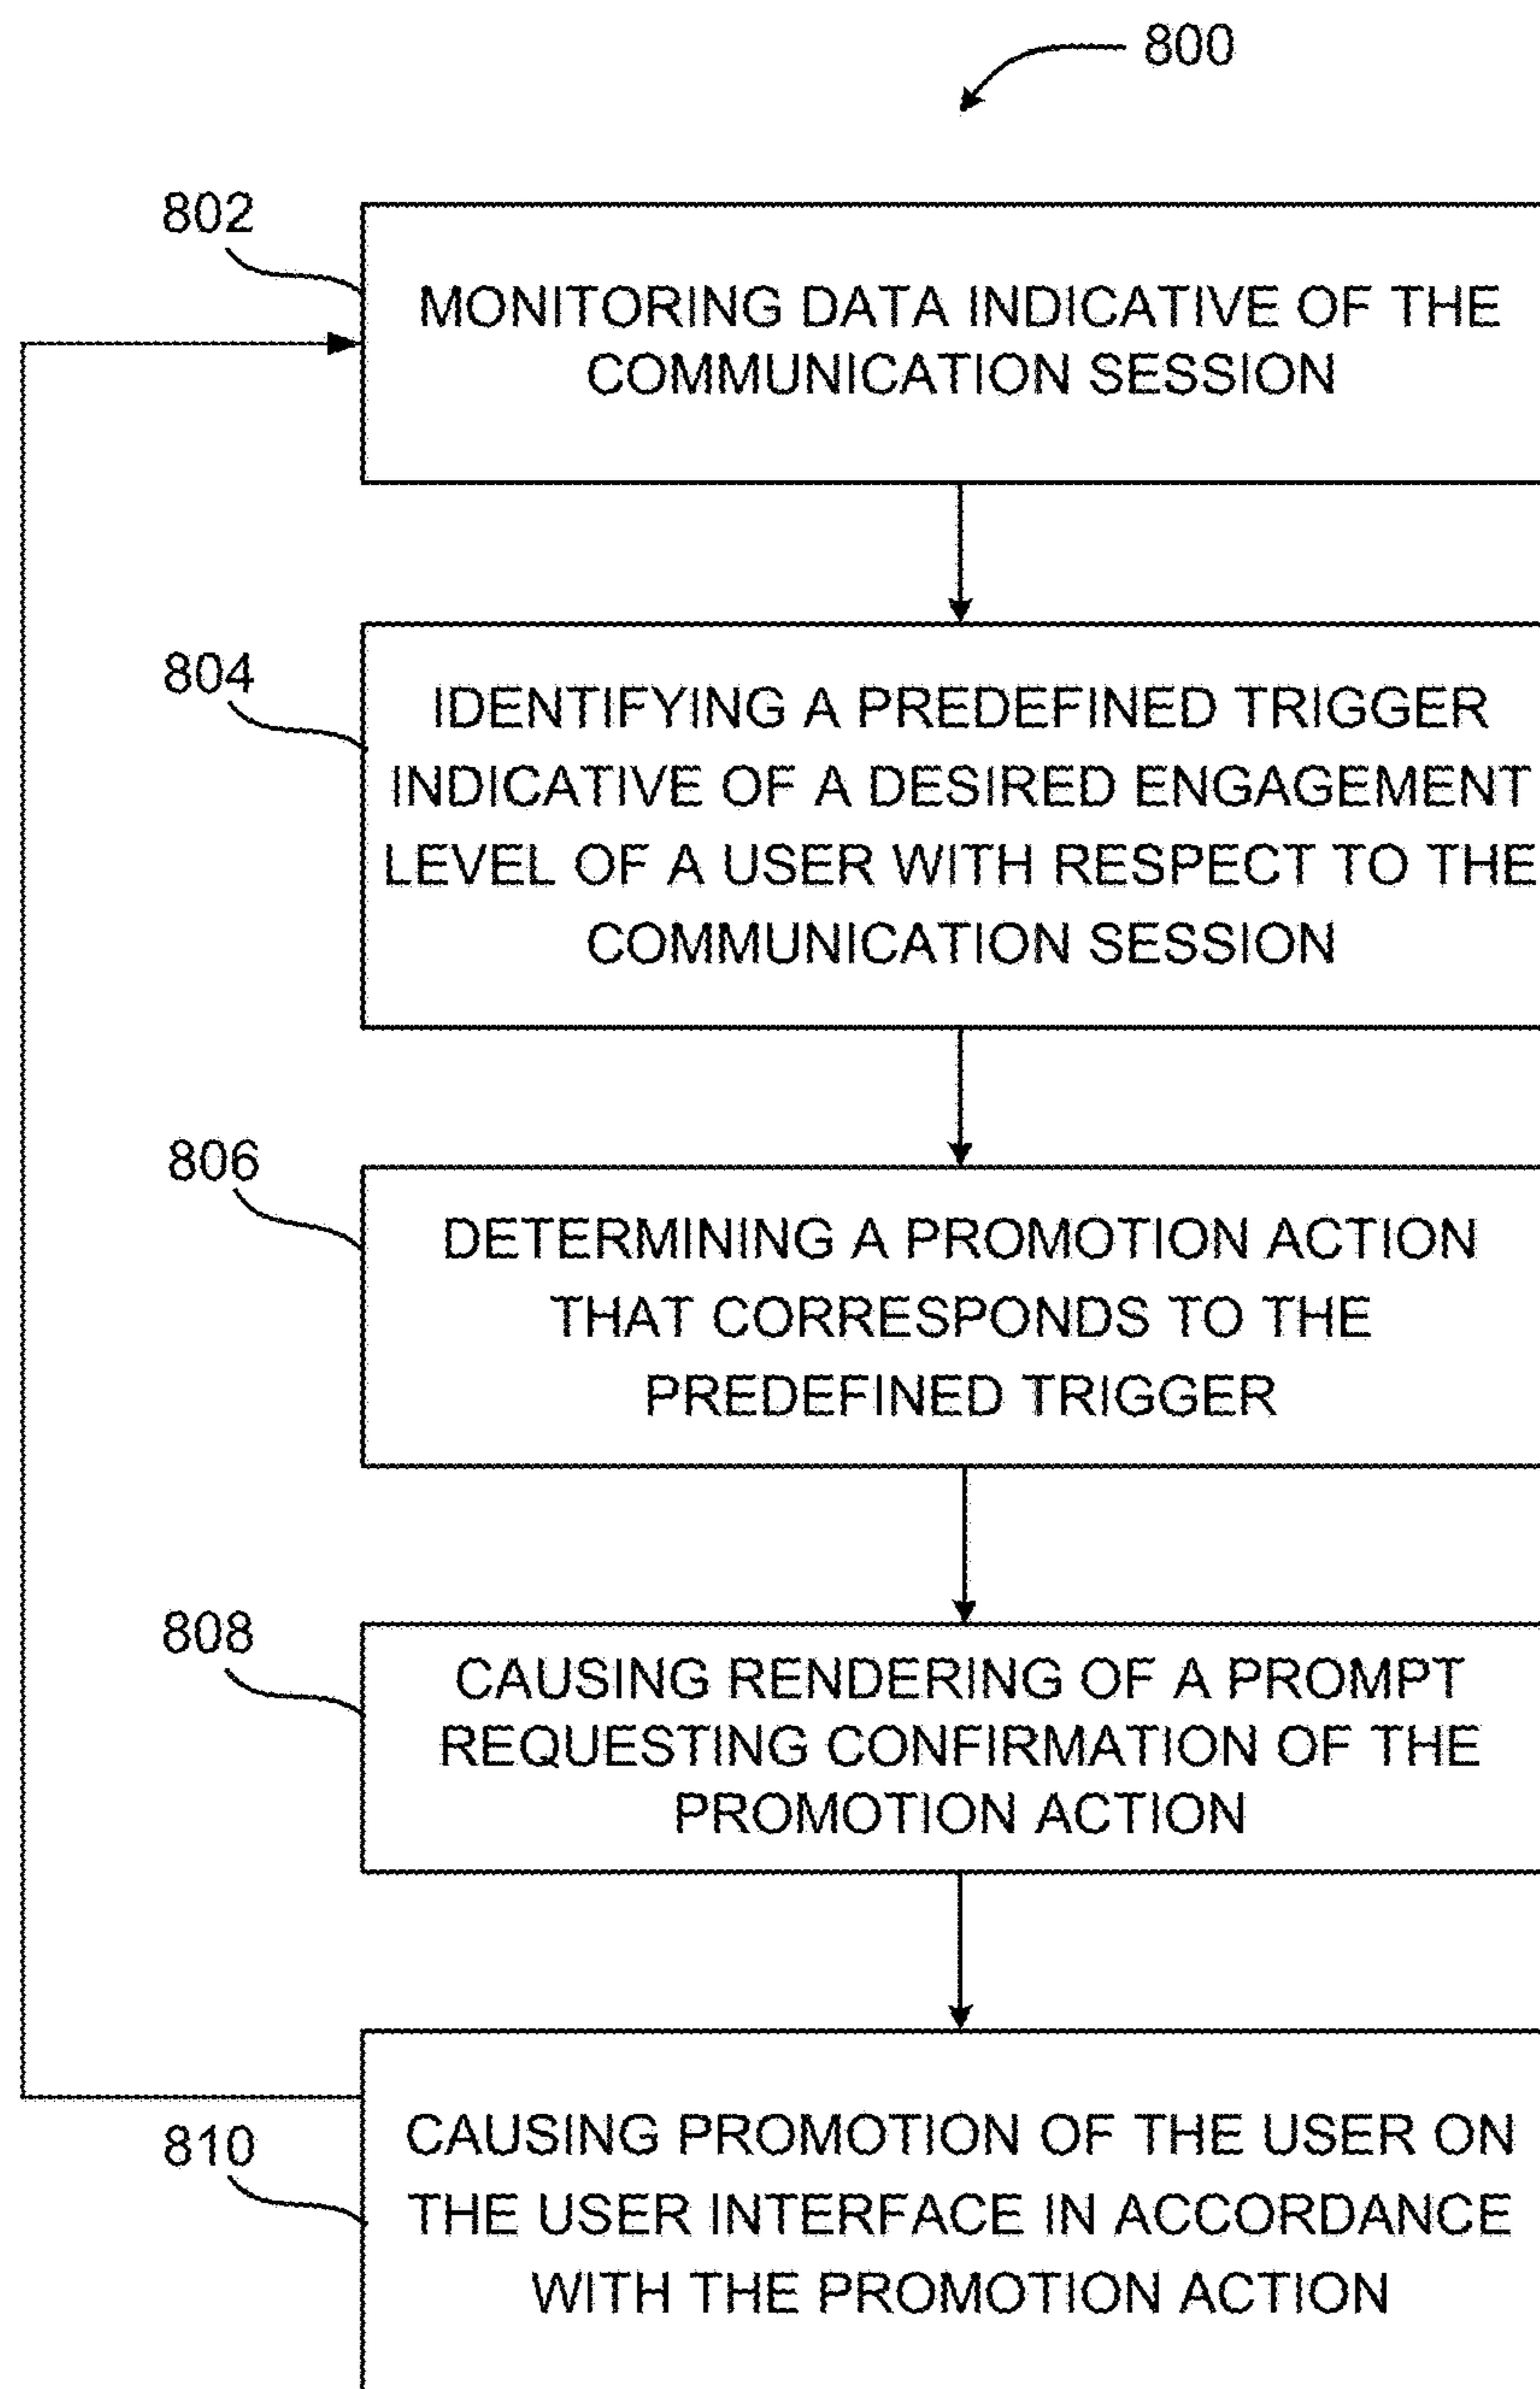 800
802
MONITORING DATA INDICATIVE OF THE
COMMUNICATION SESSION
804
IDENTIFYING A PREDEFINED TRIGGER
INDICATIVE OF A DESIRED ENGAGEMENT
LEVEL OF A USER WITH RESPECT TO THE
COMMUNICATION SESSION
806
DETERMINING A PROMOTION ACTION
THAT CORRESPONDS TO THE
PREDEFINED TRIGGER
808
CAUSING RENDERING OF A PROMPT
REQUESTING CONFIRMATION OF THE
PROMOTION ACTION
810
CAUSING PROMOTION OF THE USER ON
THE USER INTERFACE IN ACCORDANCE
WITH THE PROMOTION ACTION